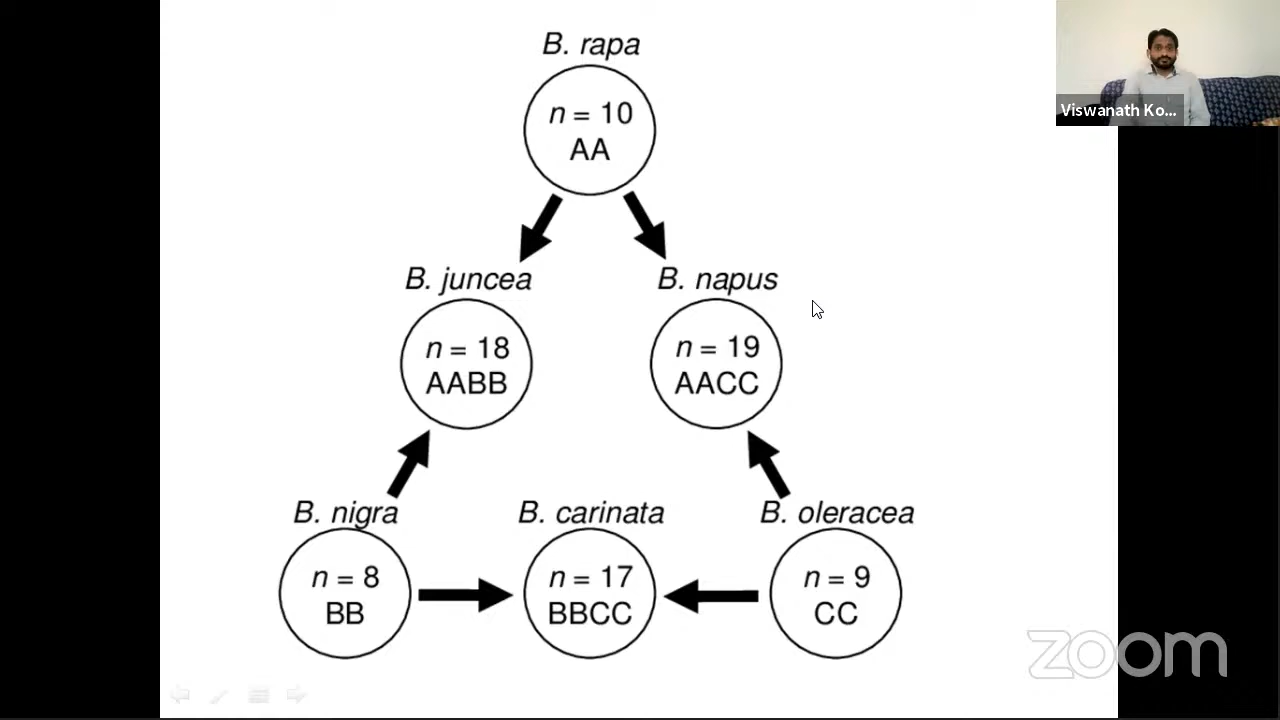 B. rapa
n = 10
AA
Viswanath Ko...
B. juncea
B. napus
n = 18
AABB
n = 19
AACC
B. nigra
B. carinata
B. oleracea
n = 8
BB
n = 17
BBCC
n = 9
CC
zoom